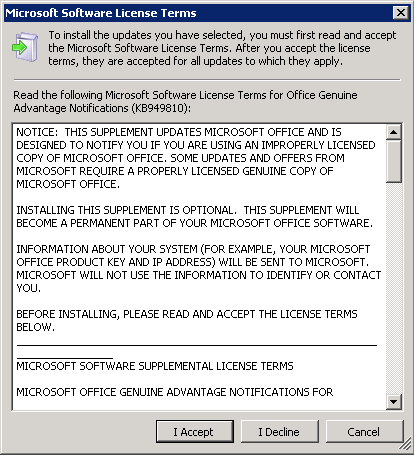 Microsoft Software License Terms
To install the updates you have selected, you must first read and accept
the Microsoft Software License Terms. After you accept the license
terms, they are accepted for all updates to which they apply.
Read the following Microsoft Software License Terms for Office Genuine
Advantage Notifications (KB949810):
NOTICE:  THIS SUPPLEMENT UPDATES MICROSOFT OFFICE AND IS
DESIGNED TO NOTIFY YOU IF YOU ARE USING AN IMPROPERLY LICENSED
COPY OF MICROSOFT OFFICE. SOME UPDATES AND OFFERS FROM
MICROSOFT REQUIRE A PROPERLY LICENSED GENUINE COPY OF
MICROSOFT OFFICE.
INSTALLING THIS SUPPLEMENT IS OPTIONAL.  THIS SUPPLEMENT WILL
BECOME A PERMANENT PART OF YOUR MICROSOFT OFFICE SOFTWARE.
INFORMATION ABOUT YOUR SYSTEM (FOR EXAMPLE, YOUR MICROSOFT
OFFICE PRODUCT KEY AND IP ADDRESS) WILL BE SENT TO MICROSOFT.
MICROSOFT WILL NOT USE THE INFORMATION TO IDENTIFY OR CONTACT
YOU.
BEFORE INSTALLING, PLEASE READ AND ACCEPT THE LICENSE TERMS
BELOW.
MICROSOFT SOFTWARE SUPPLEMENTAL LICENSE TERMS
MICROSOFT OFFICE GENUINE ADVANTAGE NOTIFICATIONS FOR
I Accept
I Decline
Cancel